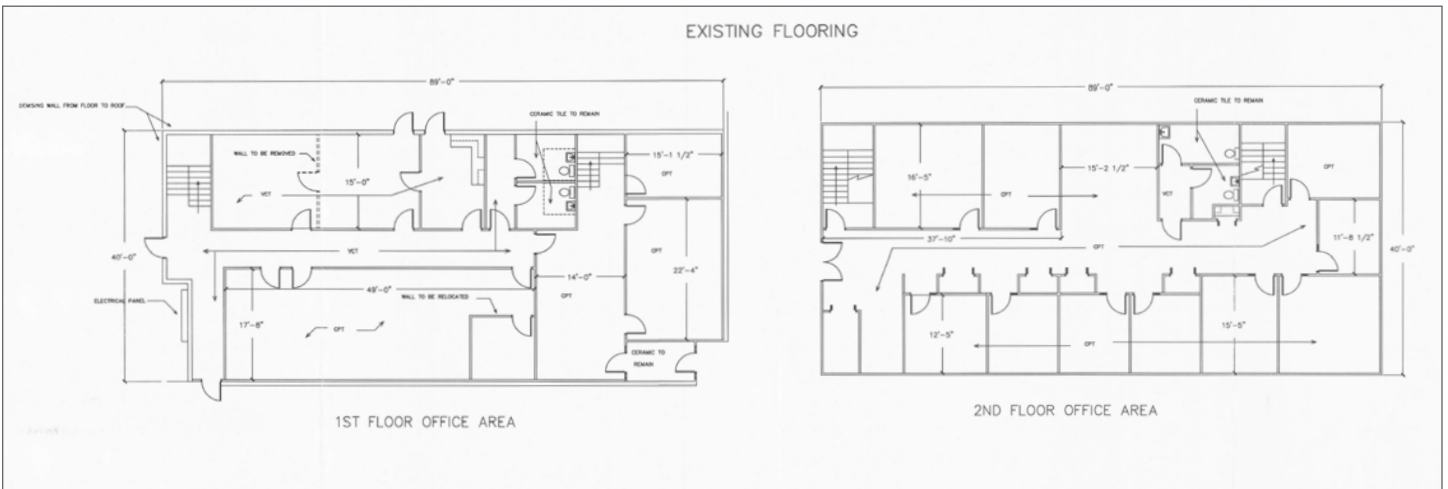 EXISTING FLOORING
89'-0"
DEMISING WALL FROM FLOOR TO ROOF
CERAMIC TILE TO REMAIN
WALL TO BE REMOVED
15'-1 1/2"
CPT
15'-0"
VCT
CPT
VCT
40'-0"
14'-0"
22'-4"
49'-0"
CPT
ELECTRICAL PANEL
WALL TO BE RELOCATED
17'-8"
CPT
CERAMIC TO
REMAIN
1ST FLOOR OFFICE AREA
89'-0"
CERAMIC TILE TO REMAIN
CPT
15'-2 1/2"
16'-5"
CPT
VCT
37'-10"
11'-8 1/2"
CPT
40'-0"
12'-5"
15'-5"
CPT
2ND FLOOR OFFICE AREA